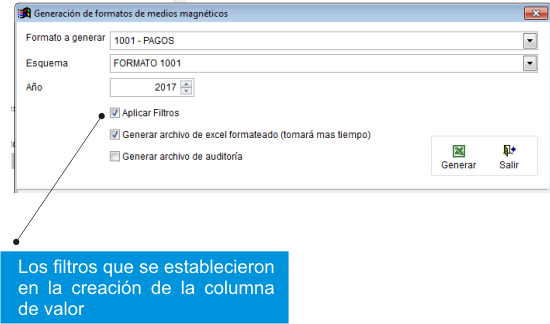 Generación de formatos de medios magnéticos
Formato a generar 1001 - PAGOS
Esquema FORMATO 1001
Año 2017
Aplicar Filtros
Generar archivo de excel formateado (tomará mas tiempo)
Generar archivo de auditoría
Generar Salir
Los filtros que se establecieron
en la creación de la columna
de valor